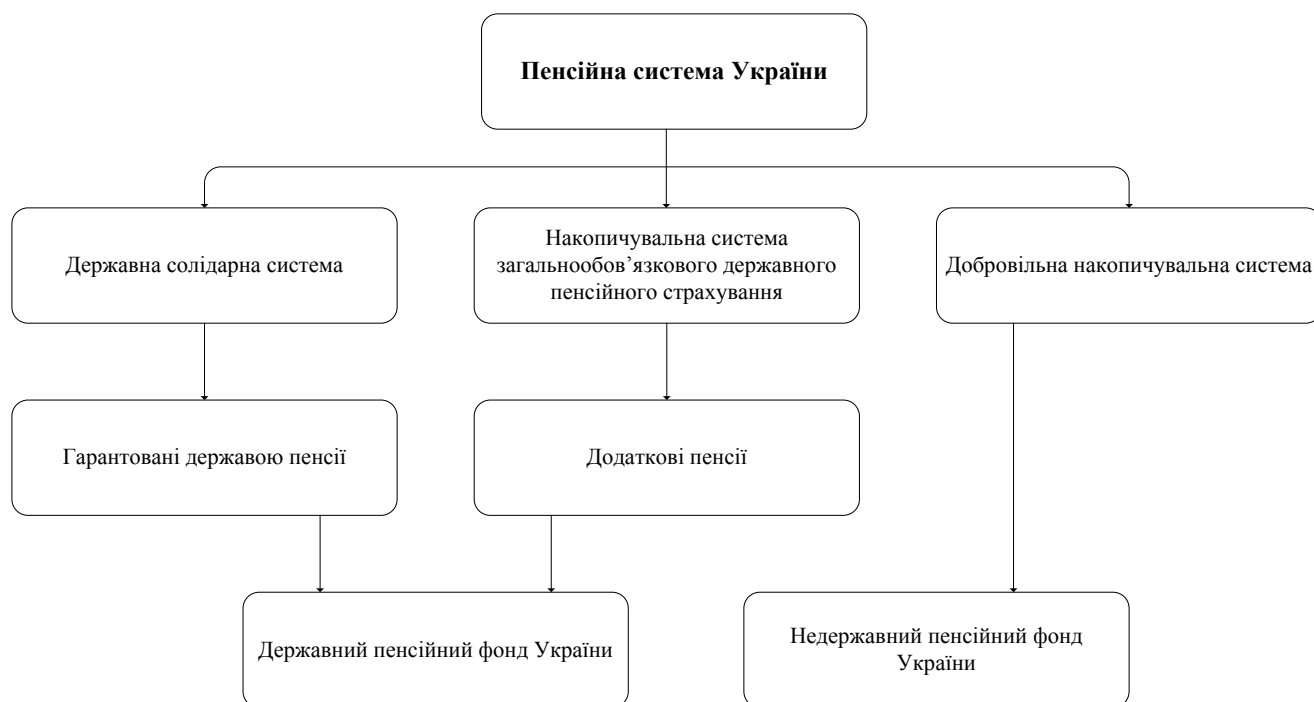 Пенсійна система України
Державна солідарна система
Накопичувальна система
загальнообов’язкового державного
пенсійного страхування
Добровільна накопичувальна система
Гарантовані державою пенсії
Додаткові пенсії
Державний пенсійний фонд України
Недержавний пенсійний фонд
України